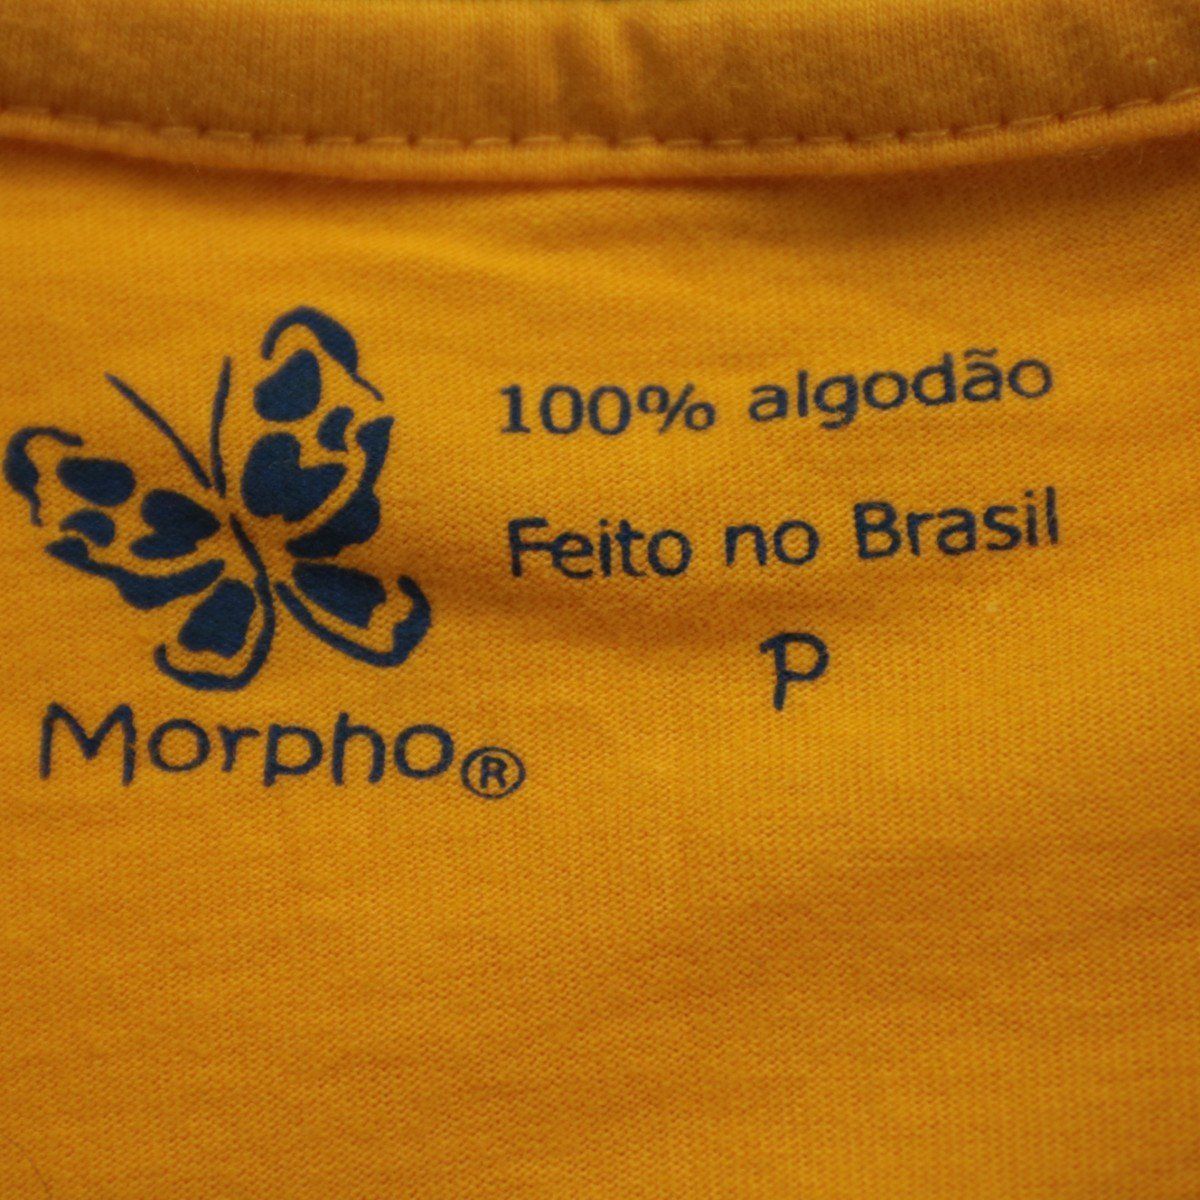 100% algodão
Feito no Brasil
P
Morpho®